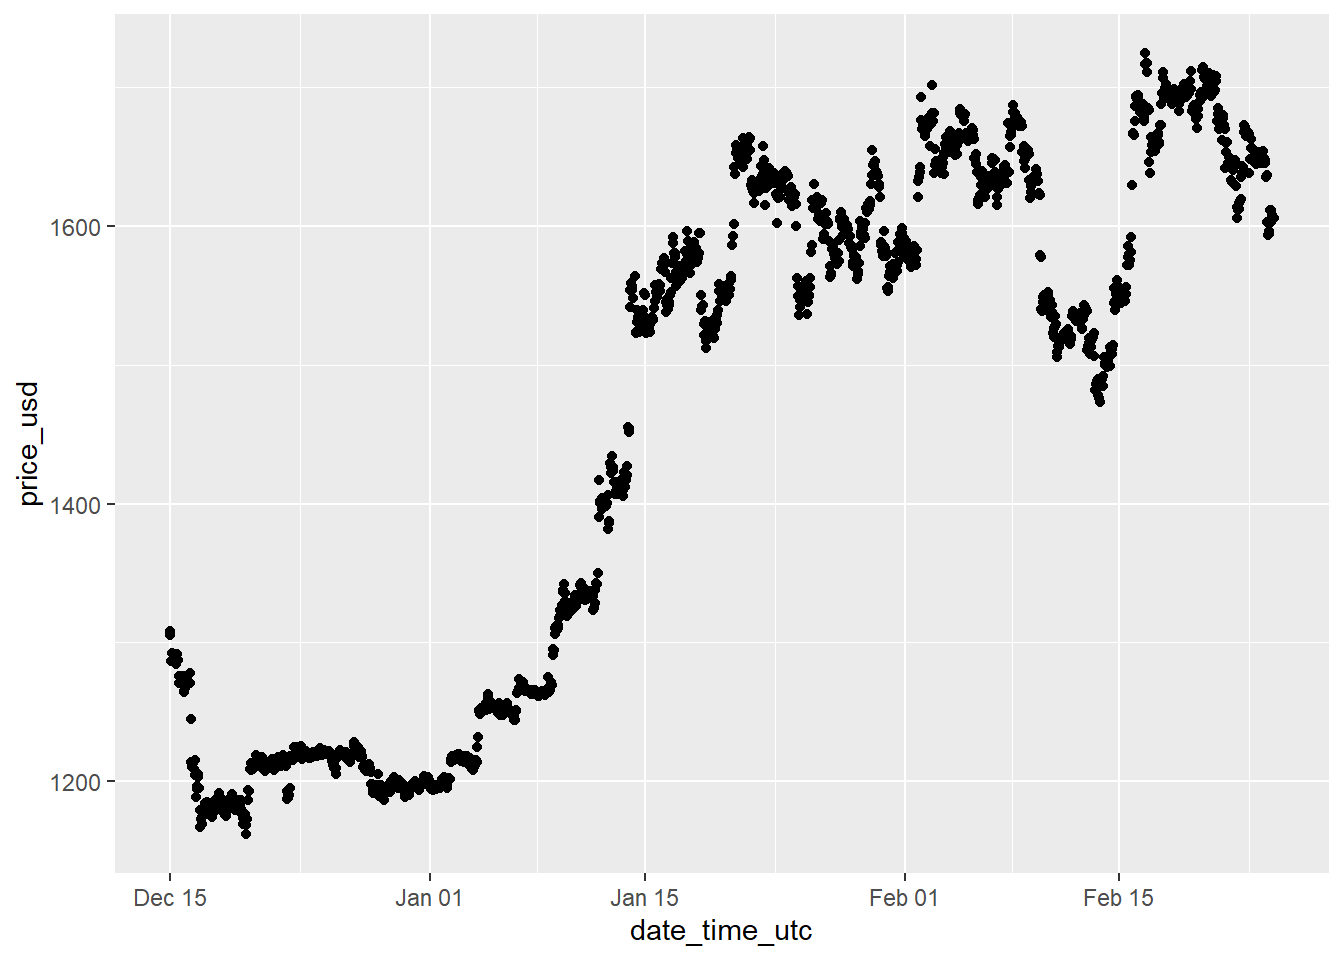 1600
1400
1200
price_usd
Dec 15
Jan 01
Jan 15
Feb 01
Feb 15
date_time_utc